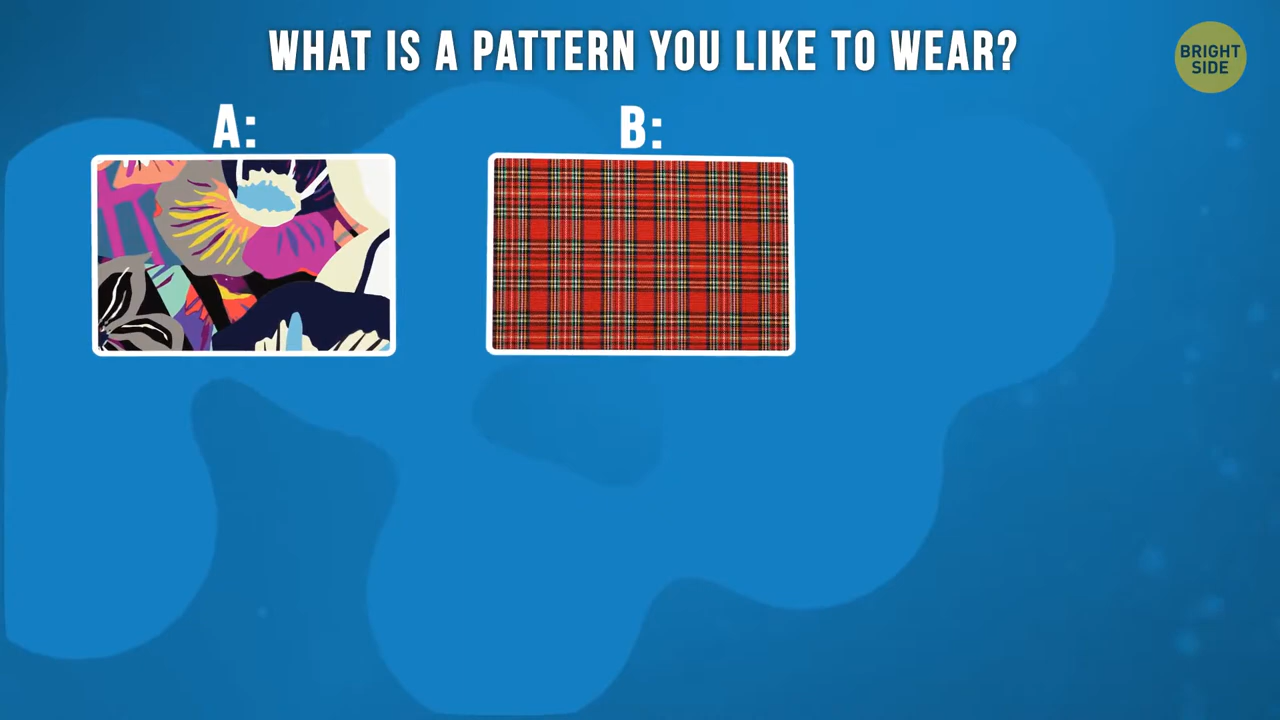 WHAT IS A PATTERN YOU LIKE TO WEAR?
BRIGHT
SIDE
A:
B: